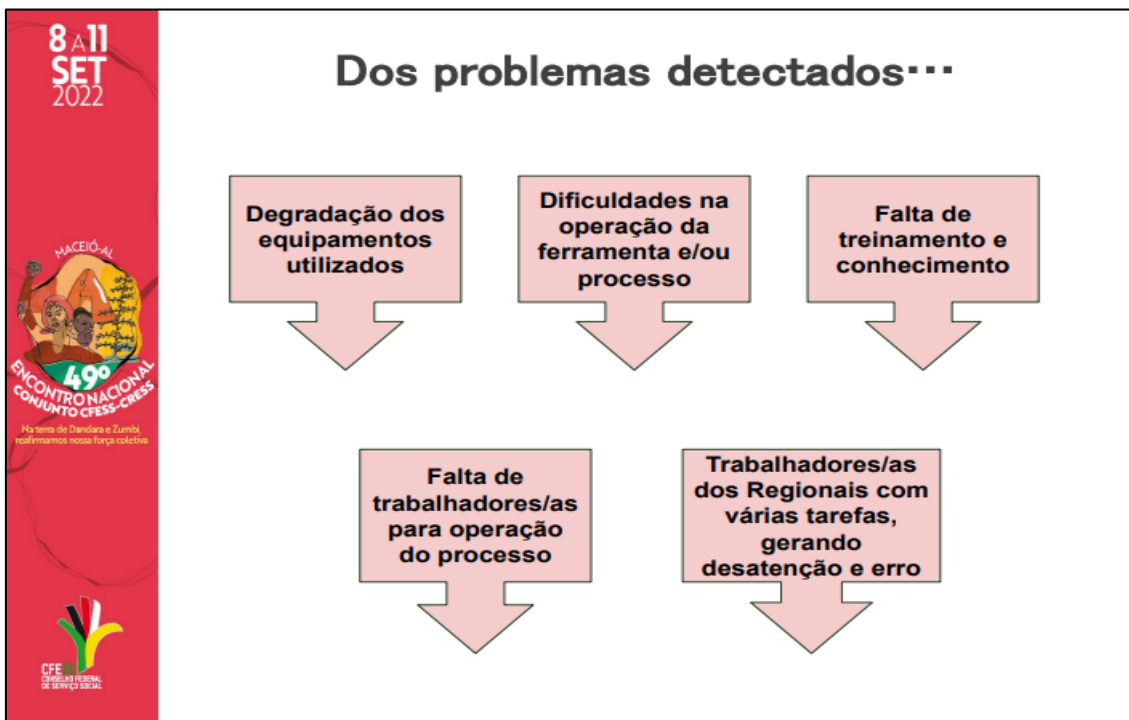 8 A 11
SET
2022
MACEIÓ-AL
49º
ENCONTRO NACIONAL
CONJUNTO CFESS-CRESS
Na terra de Dandara e Zumbi,
reafirmamos nossa força coletiva
CFESS
CONSELHO FEDERAL
DE SERVIÇO SOCIAL
Dos problemas detectados...
Degradação dos
equipamentos
utilizados
Dificuldades na
operação da
ferramenta e/ou
processo
Falta de
treinamento e
conhecimento
Falta de
trabalhadores/as
para operação
do processo
Trabalhadores/as
dos Regionais com
várias tarefas,
gerando
desatenção e erro